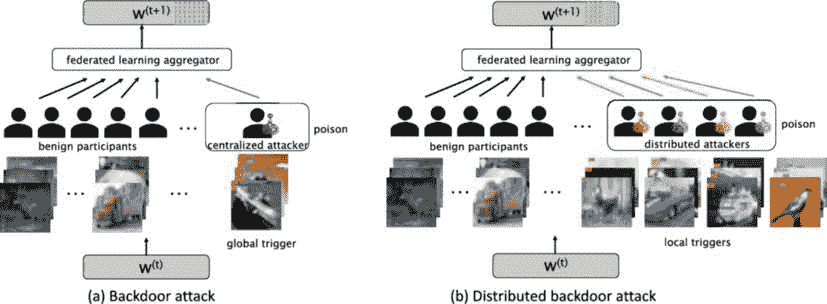 W(t+1)
federated learning aggregator
...
benign participants
centralized attacker
poison
... ...
global trigger
W(t)
(a) Backdoor attack
W(t+1)
federated learning aggregator
...
benign participants
distributed attackers
poison
... ...
local triggers
W(t)
(b) Distributed backdoor attack